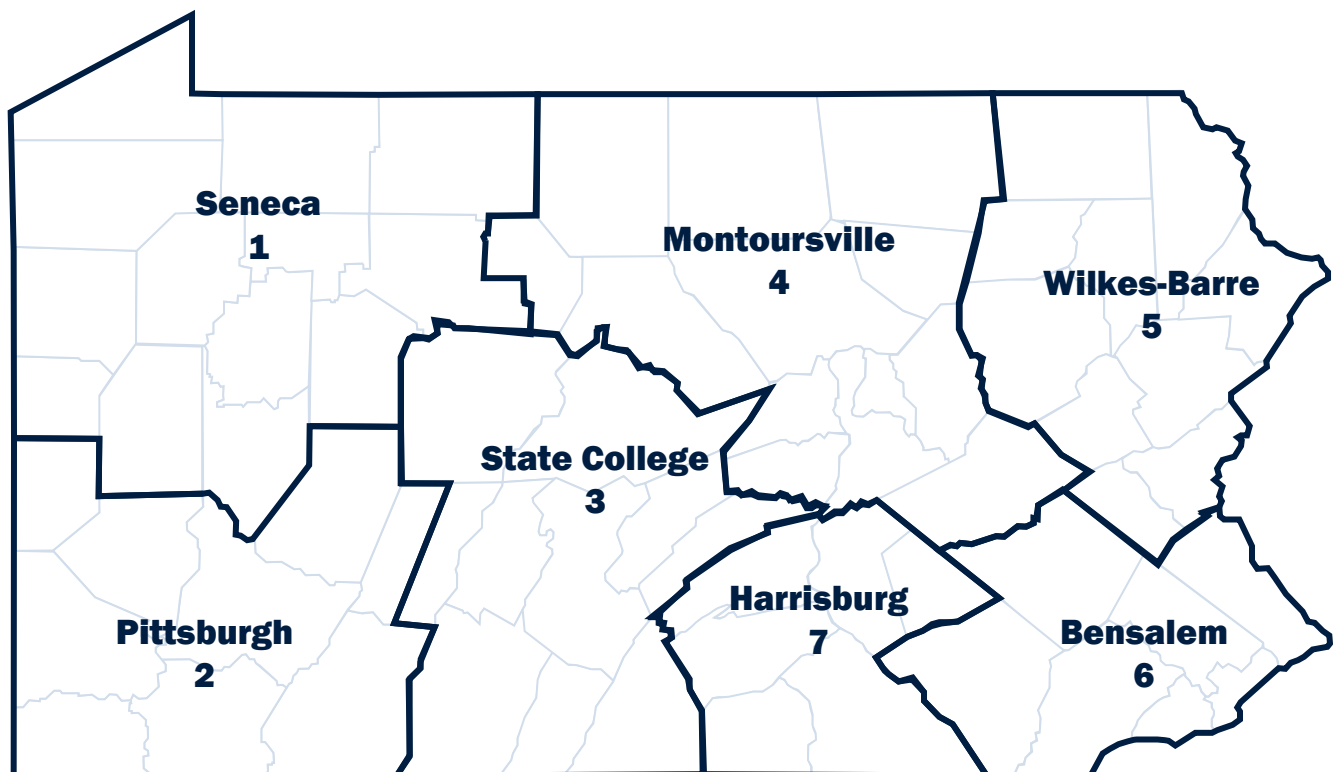 Seneca
1
Montoursville
4
Wilkes-Barre
5
State College
3
Harrisburg
7
Pittsburgh
2
Bensalem
6